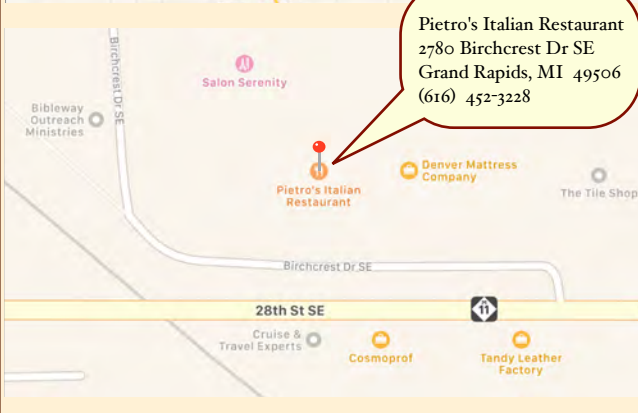 Pietro's Italian Restaurant
2780 Birchcrest Dr SE
Grand Rapids, MI 49506
(616) 452-3228
Birchcrest Dr SE
Salon Serenity
Bibleway
Outreach
Ministries
Pietro's Italian
Restaurant
Denver Mattress
Company
The Tile Shop
Birchcrest Dr SE
28th St SE
11
Cruise &
Travel Experts
Cosmoprof
Tandy Leather
Factory